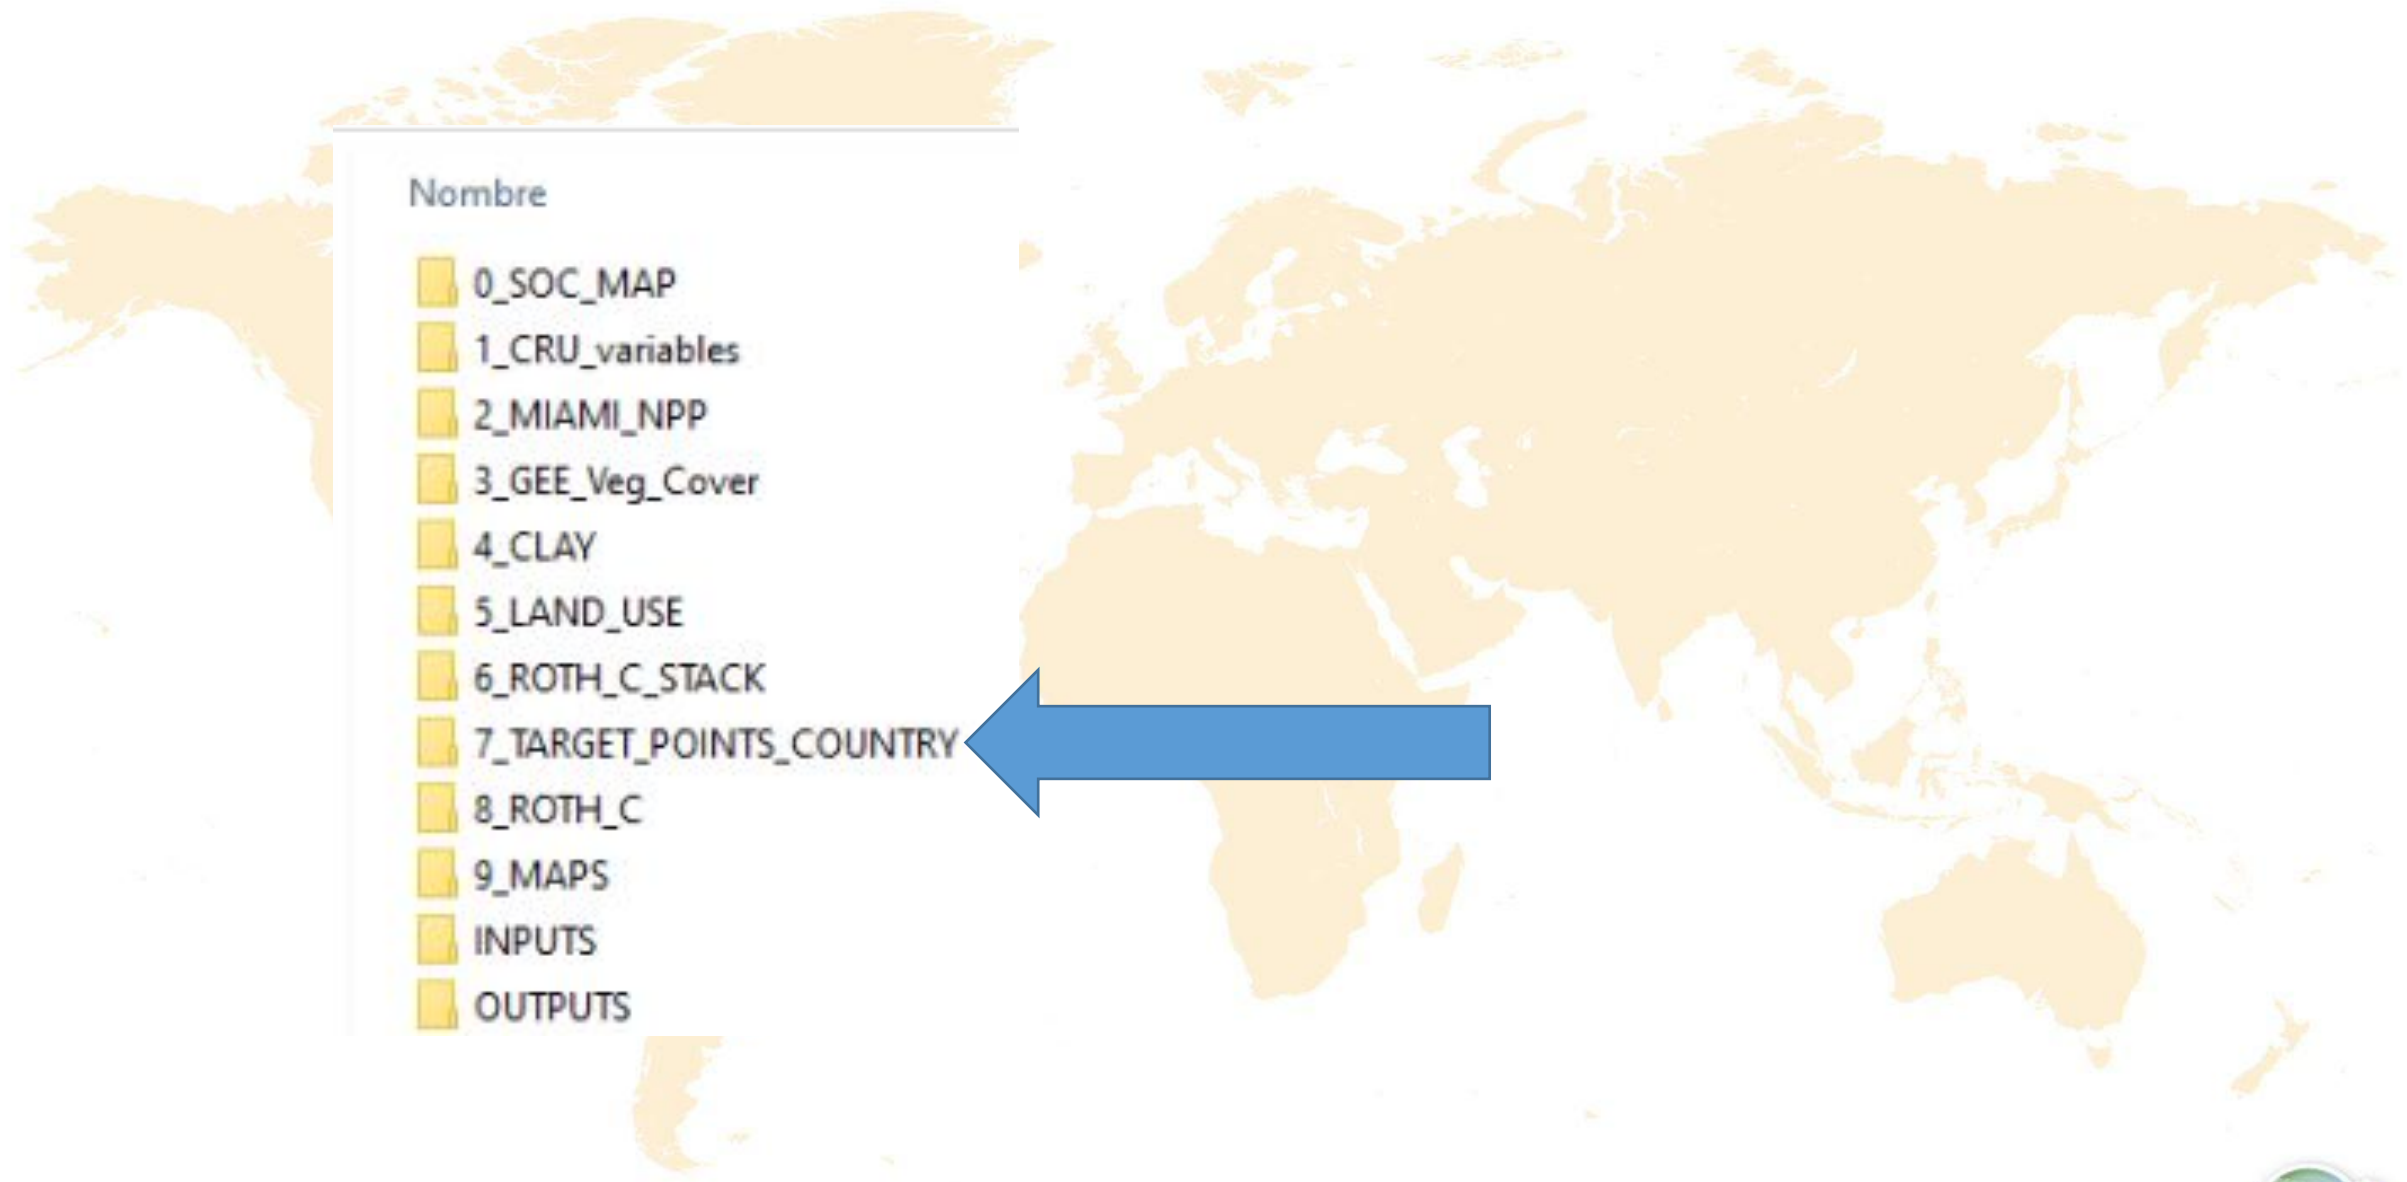 Nombre
0_SOC_MAP
1_CRU_variables
2_MIAMI_NPP
3_GEE_Veg_Cover
4_CLAY
5_LAND_USE
6_ROTH_C_STACK
7_TARGET_POINTS_COUNTRY
8_ROTH_C
9_MAPS
INPUTS
OUTPUTS